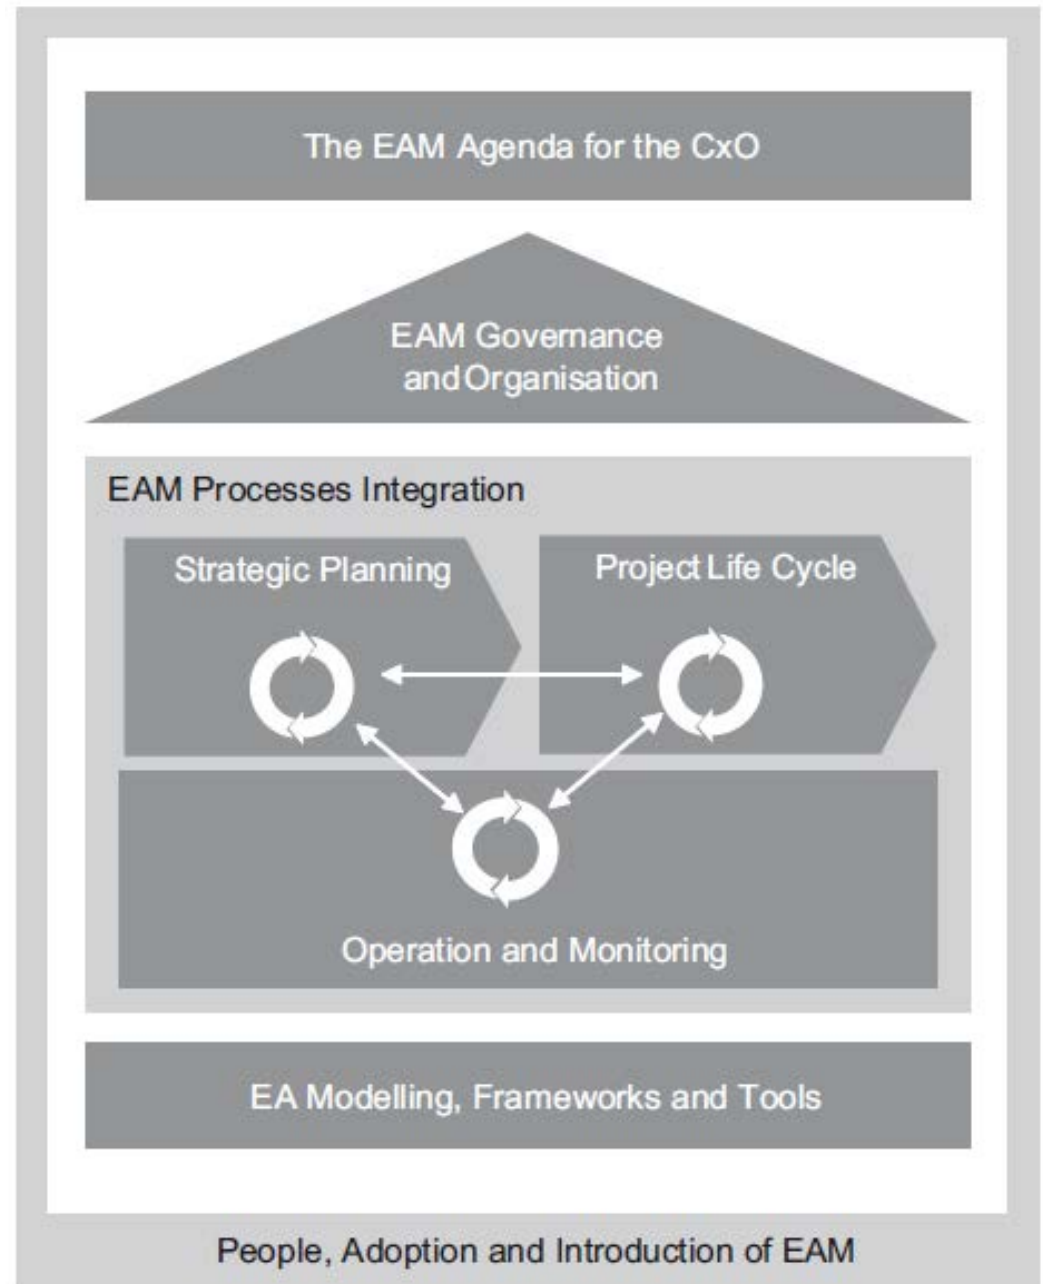 The EAM Agenda for the CxO
EAM Governance
and Organisation
EAM Processes Integration
Strategic Planning
Project Life Cycle
Operation and Monitoring
EA Modelling, Frameworks and Tools
People, Adoption and Introduction of EAM